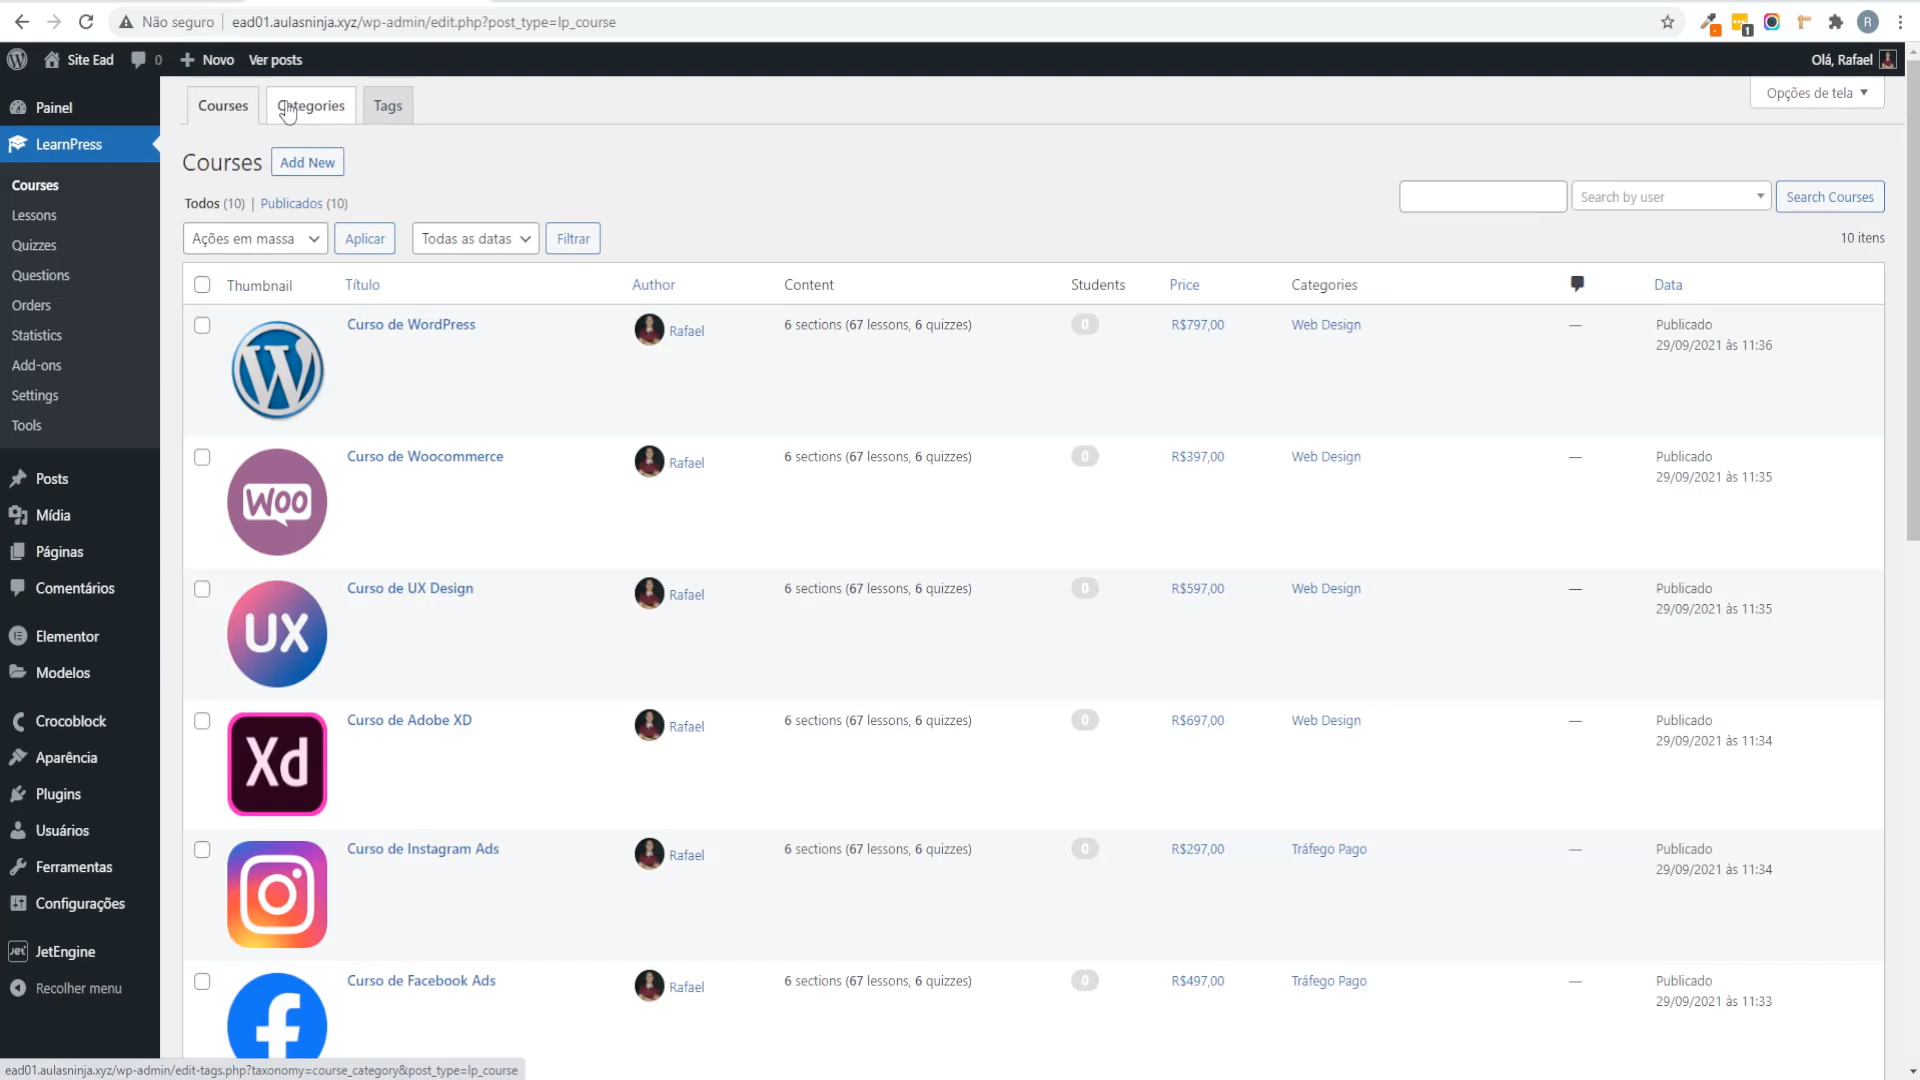 Não seguro
ead01.aulasninja.xyz/wp-admin/edit.php?post_type=lp_course
1
R
Site Ead
0
Novo
Ver posts
Olá, Rafael
Painel
LearnPress
Courses
Lessons
Quizzes
Questions
Orders
Statistics
Add-ons
Settings
Tools
Posts
Mídia
Páginas
Comentários
Elementor
Modelos
Crocoblock
Aparência
Plugins
Usuários
Ferramentas
Configurações
Jet
JetEngine
Recolher menu
Courses
Categories
Tags
Opções de tela
Courses
Add New
Todos (10) | Publicados (10)
Search by user
Search Courses
Ações em massa
Aplicar
Todas as datas
Filtrar
10 itens
Thumbnail Título Author Content Students Price Categories Data
Curso de WordPress Rafael 6 sections (67 lessons, 6 quizzes) 0 R$797,00 Web Design — Publicado
29/09/2021 às 11:36
W
Curso de Woocommerce Rafael 6 sections (67 lessons, 6 quizzes) 0 R$397,00 Web Design — Publicado
29/09/2021 às 11:35
WOO
Curso de UX Design Rafael 6 sections (67 lessons, 6 quizzes) 0 R$597,00 Web Design — Publicado
29/09/2021 às 11:35
UX
Curso de Adobe XD Rafael 6 sections (67 lessons, 6 quizzes) 0 R$697,00 Web Design — Publicado
29/09/2021 às 11:34
Xd
Curso de Instagram Ads Rafael 6 sections (67 lessons, 6 quizzes) 0 R$297,00 Tráfego Pago — Publicado
29/09/2021 às 11:34
Curso de Facebook Ads Rafael 6 sections (67 lessons, 6 quizzes) 0 R$497,00 Tráfego Pago — Publicado
29/09/2021 às 11:33
f
ead01.aulasninja.xyz/wp-admin/edit-tags.php?taxonomy=course_category&post_type=lp_course